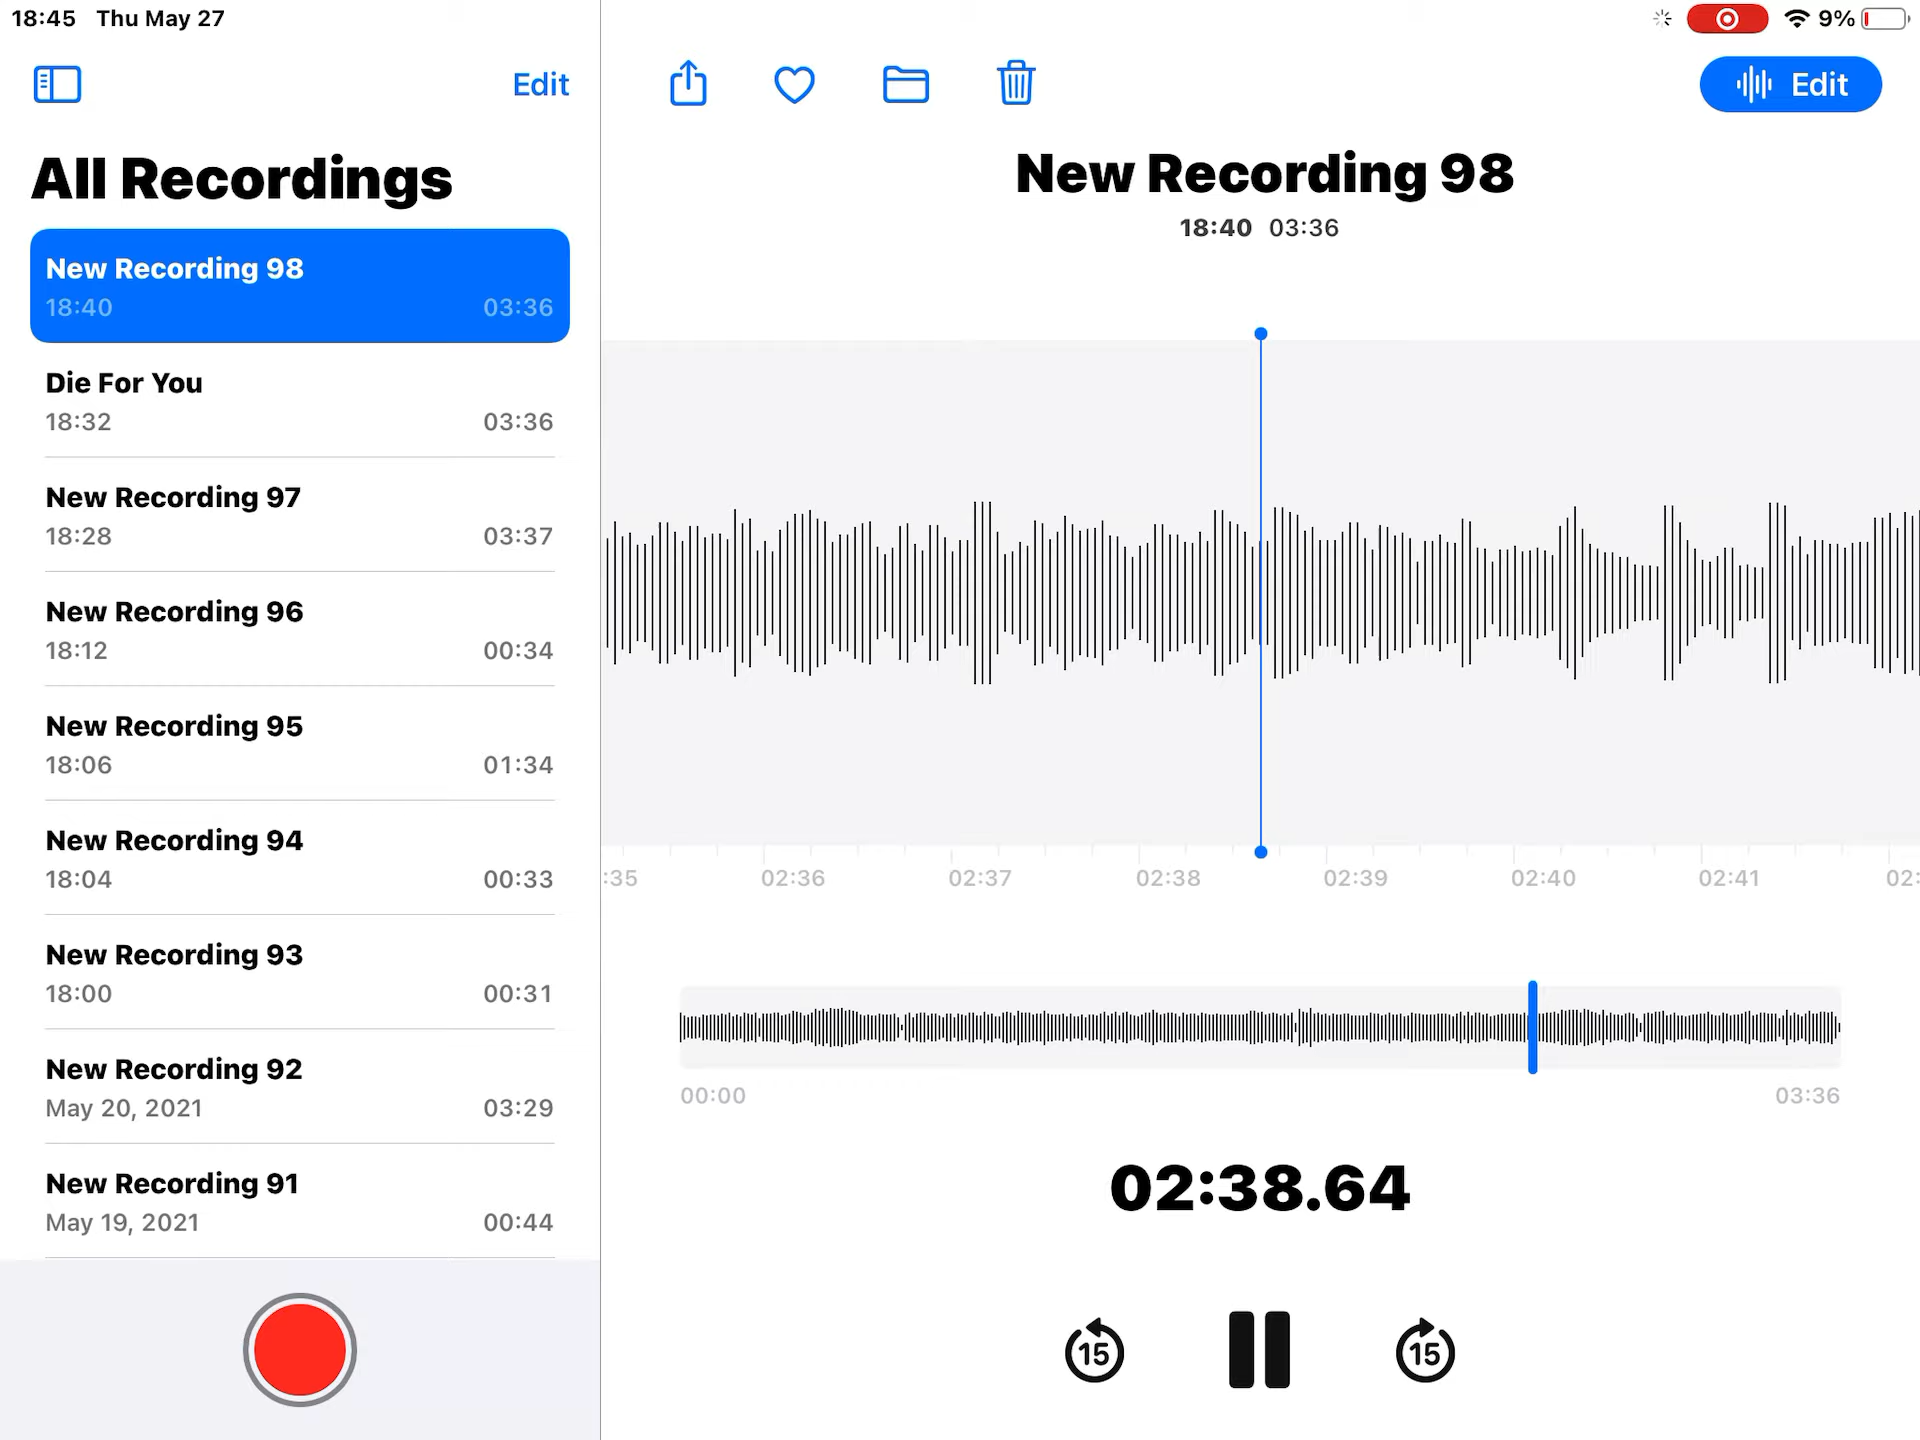 18:45 Thu May 27
9%
Edit
All Recordings
New Recording 98
18:40 03:36
Die For You
18:32 03:36
New Recording 97
18:28 03:37
New Recording 96
18:12 00:34
New Recording 95
18:06 01:34
New Recording 94
18:04 00:33
New Recording 93
18:00 00:31
New Recording 92
May 20, 2021 03:29
New Recording 91
May 19, 2021 00:44
Edit
New Recording 98
18:40 03:36
:35 02:36 02:37 02:38 02:39 02:40 02:41 02:
00:00 03:36
02:38.64
15 15